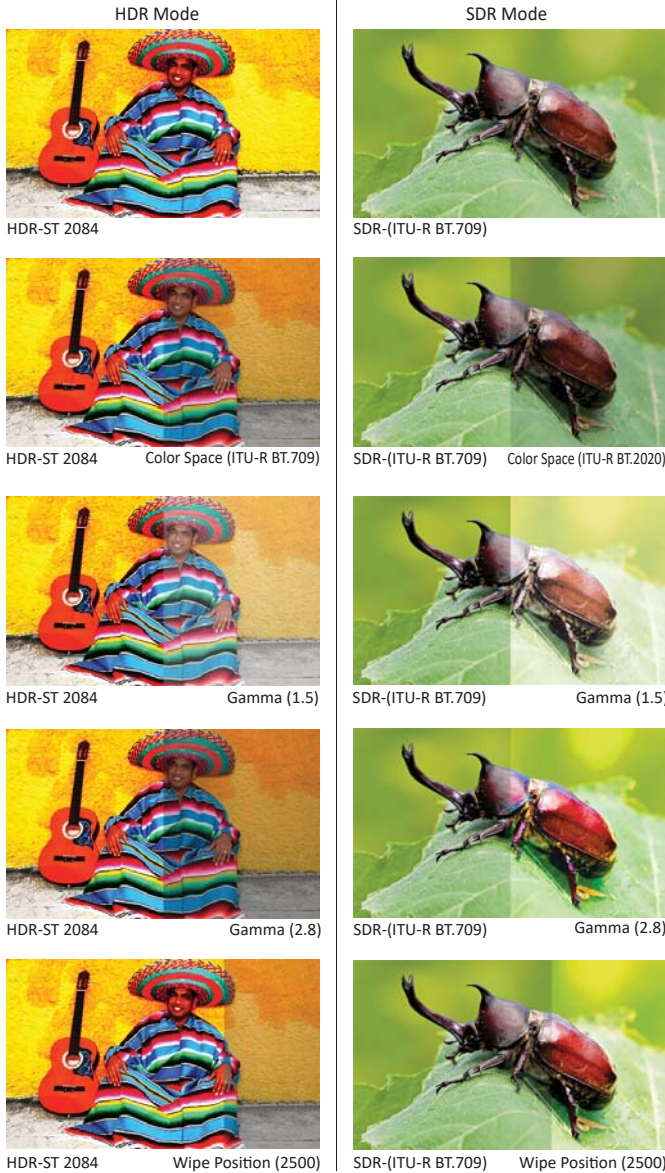 HDR Mode
SDR Mode
HDR-ST 2084
SDR-(ITU-R BT.709)
HDR-ST 2084 Color Space (ITU-R BT.709)
SDR-(ITU-R BT.709) Color Space (ITU-R BT.2020)
HDR-ST 2084 Gamma (1.5)
SDR-(ITU-R BT.709) Gamma (1.5)
HDR-ST 2084 Gamma (2.8)
SDR-(ITU-R BT.709) Gamma (2.8)
HDR-ST 2084 Wipe Position (2500)
SDR-(ITU-R BT.709) Wipe Position (2500)